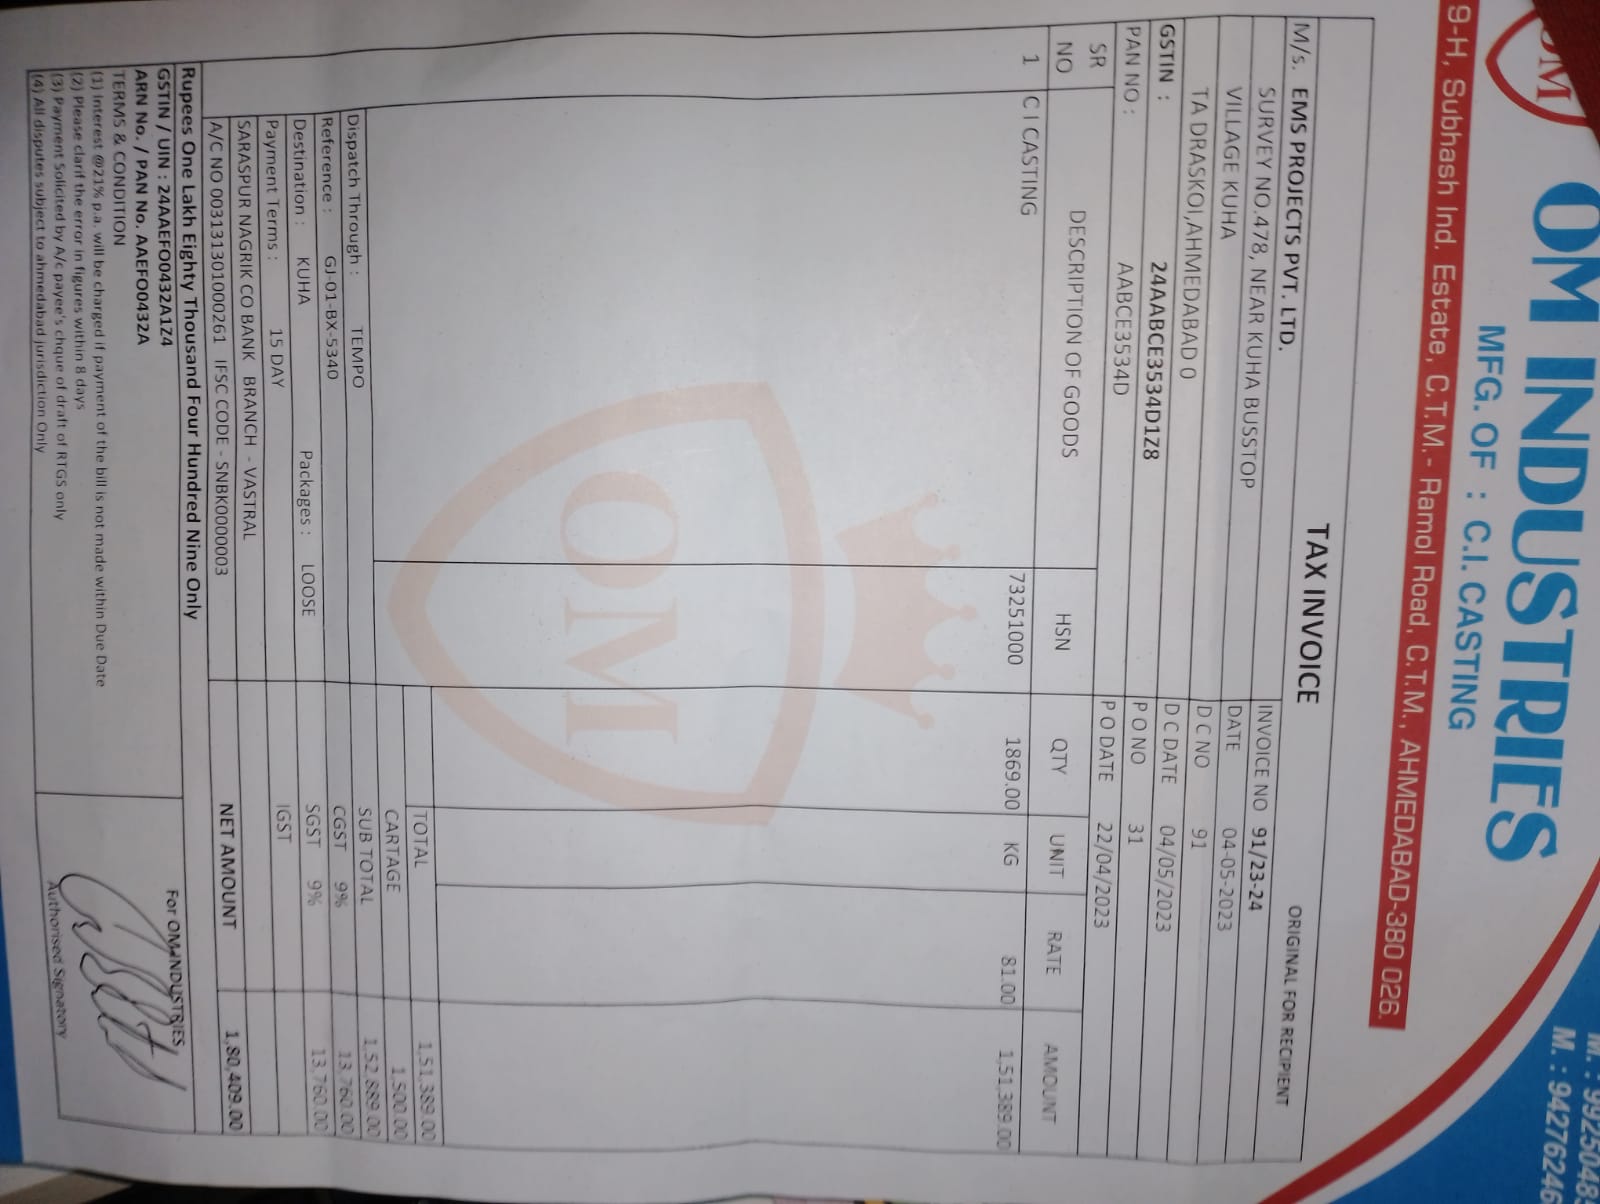 OM INDUSTRIES
MFG. OF : C.I. CASTING
9-H, Subhash Ind. Estate, C.T.M.- Ramol Road, C.T.M., AHMEDABAD-380 026.
TAX INVOICE
ORIGINAL FOR RECIPIENT
M/s. EMS PROJECTS PVT. LTD.
SURVEY NO.478, NEAR KUHA BUSSTOP
VILLAGE KUHA
TA DRASKOI,AHMEDABAD 0
GSTIN : 24AABCE3534D1Z8
PAN NO : AABCE3534D
INVOICE NO 91/23-24
DATE 04-05-2023
D C NO 91
D C DATE 04/05/2023
P O NO 31
P O DATE 22/04/2023
SR NO DESCRIPTION OF GOODS HSN QTY UNIT RATE AMOUNT
1 C I CASTING 73251000 1869.00 KG 81.00 1,51,389.00
OM
TOTAL 1,51,389.00
CARTAGE 1,500.00
SUB TOTAL 1,52,889.00
CGST 9% 13,760.00
SGST 9% 13,760.00
IGST
NET AMOUNT 1,80,409.00
Dispatch Through : TEMPO
Reference : GJ-01-BX-5340
Destination : KUHA Packages : LOOSE
Payment Terms : 15 DAY
SARASPUR NAGRIK CO BANK BRANCH - VASTRAL
A/C NO 003131301000261 IFSC CODE - SNBK0000003
Rupees One Lakh Eighty Thousand Four Hundred Nine Only
GSTIN / UIN : 24AAEFO0432A1Z4
ARN No. / PAN No. AAEFO0432A
TERMS & CONDITION
(1) Interest @21% p.a. will be charged if payment of the bill is not made within Due Date
(2) Please clarif the error in figures within 8 days
(3) Payment Solicited by A/c payee's chque of draft of RTGS only
(4) All disputes subject to ahmedabad jurisdiction Only
For OM INDUSTRIES
Authorised Signatory